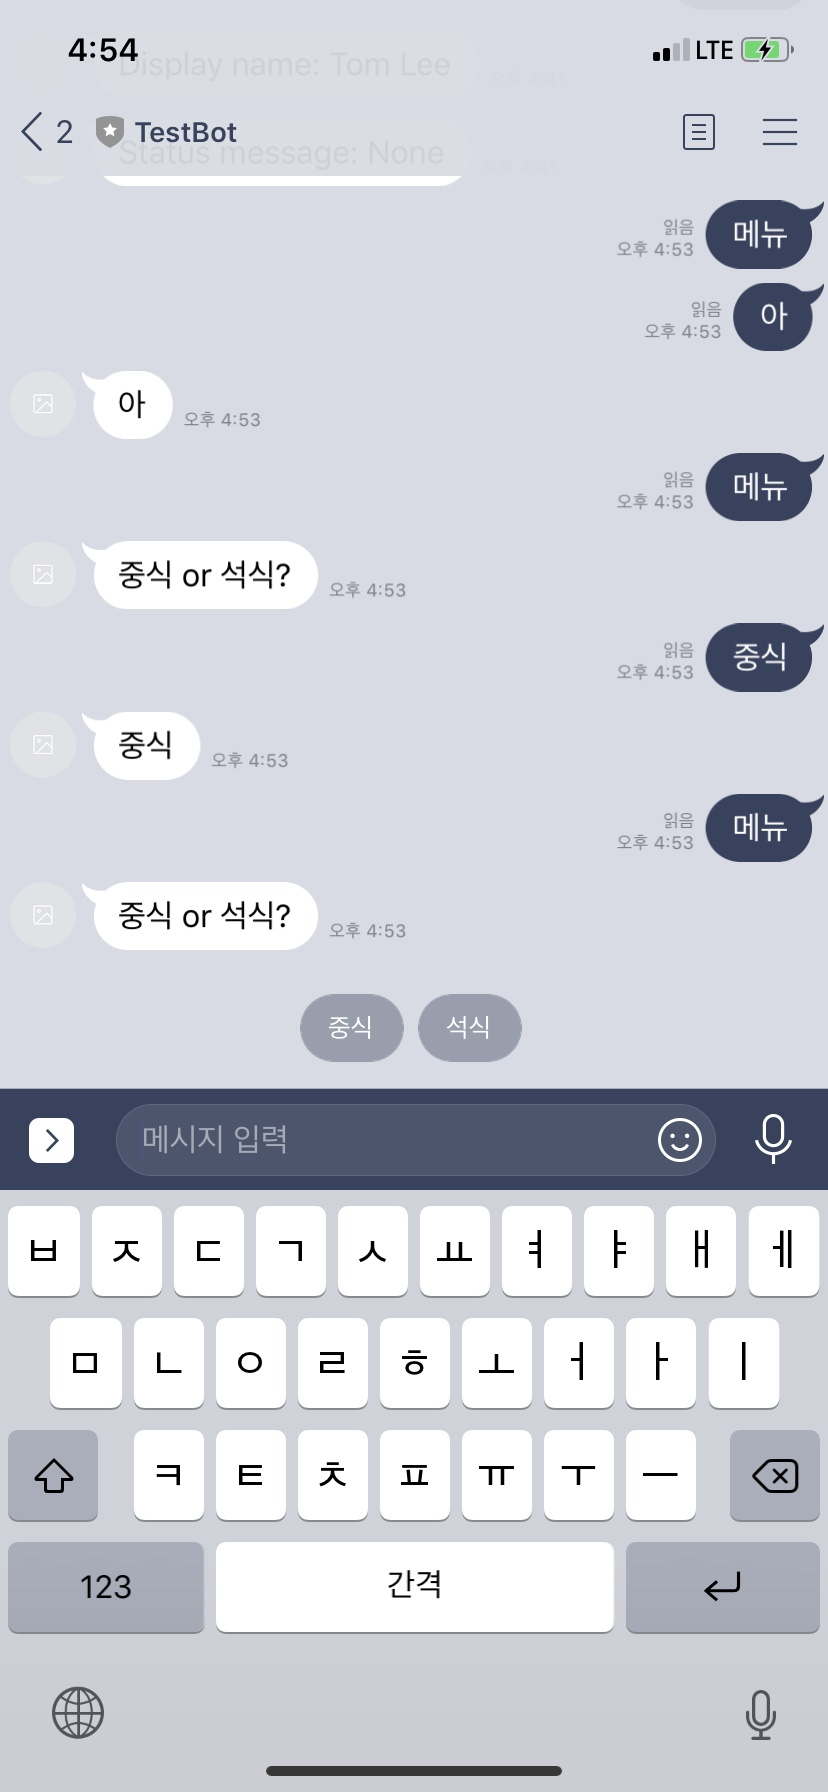 4:54
LTE
Display name: Tom Lee
오후 4:41
2
TestBot
Status message: None
오후 4:41
읽음
오후 4:53
메뉴
읽음
오후 4:53
아
아
오후 4:53
읽음
오후 4:53
메뉴
중식 or 석식?
오후 4:53
읽음
오후 4:53
중식
중식
오후 4:53
읽음
오후 4:53
메뉴
중식 or 석식?
오후 4:53
중식 석식
메시지 입력
ㅂ ㅈ ㄷ ㄱ ㅅ ㅛ ㅕ ㅑ ㅐ ㅔ
ㅁ ㄴ ㅇ ㄹ ㅎ ㅗ ㅓ ㅏ ㅣ
ㅋ ㅌ ㅊ ㅍ ㅠ ㅜ ㅡ
123 간격